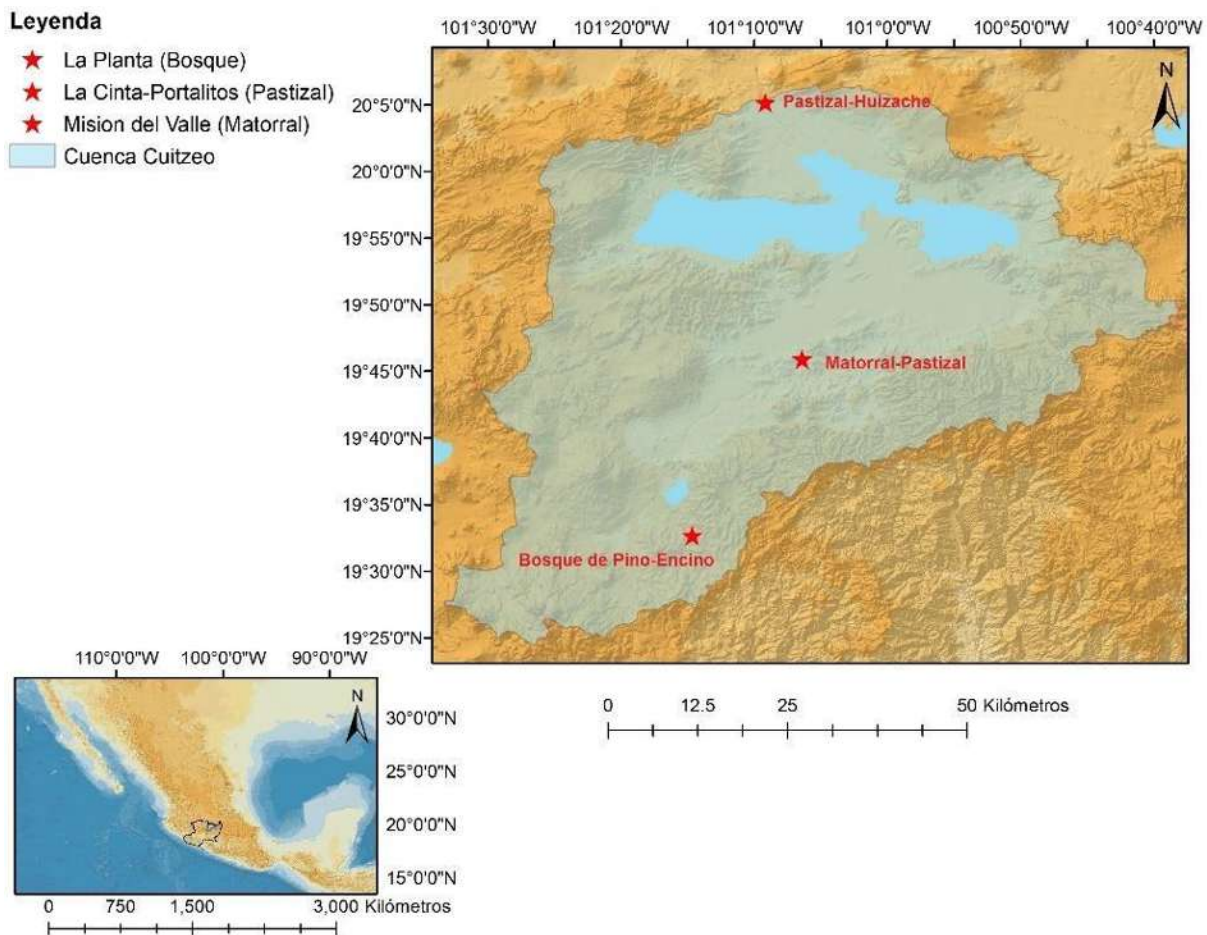 Leyenda
La Planta (Bosque)
La Cinta-Portalitos (Pastizal)
Mision del Valle (Matorral)
Cuenca Cuitzeo
101°30'0"W 101°20'0"W 101°10'0"W 101°0'0"W 100°50'0"W 100°40'0"W
20°5'0"N
20°0'0"N
19°55'0"N
19°50'0"N
19°45'0"N
19°40'0"N
19°35'0"N
19°30'0"N
19°25'0"N
N
Pastizal-Huizache
Matorral-Pastizal
Bosque de Pino-Encino
0 12.5 25 50 Kilómetros
110°0'0"W 100°0'0"W 90°0'0"W
N
30°0'0"N
25°0'0"N
20°0'0"N
15°0'0"N
0 750 1,500 3,000 Kilómetros